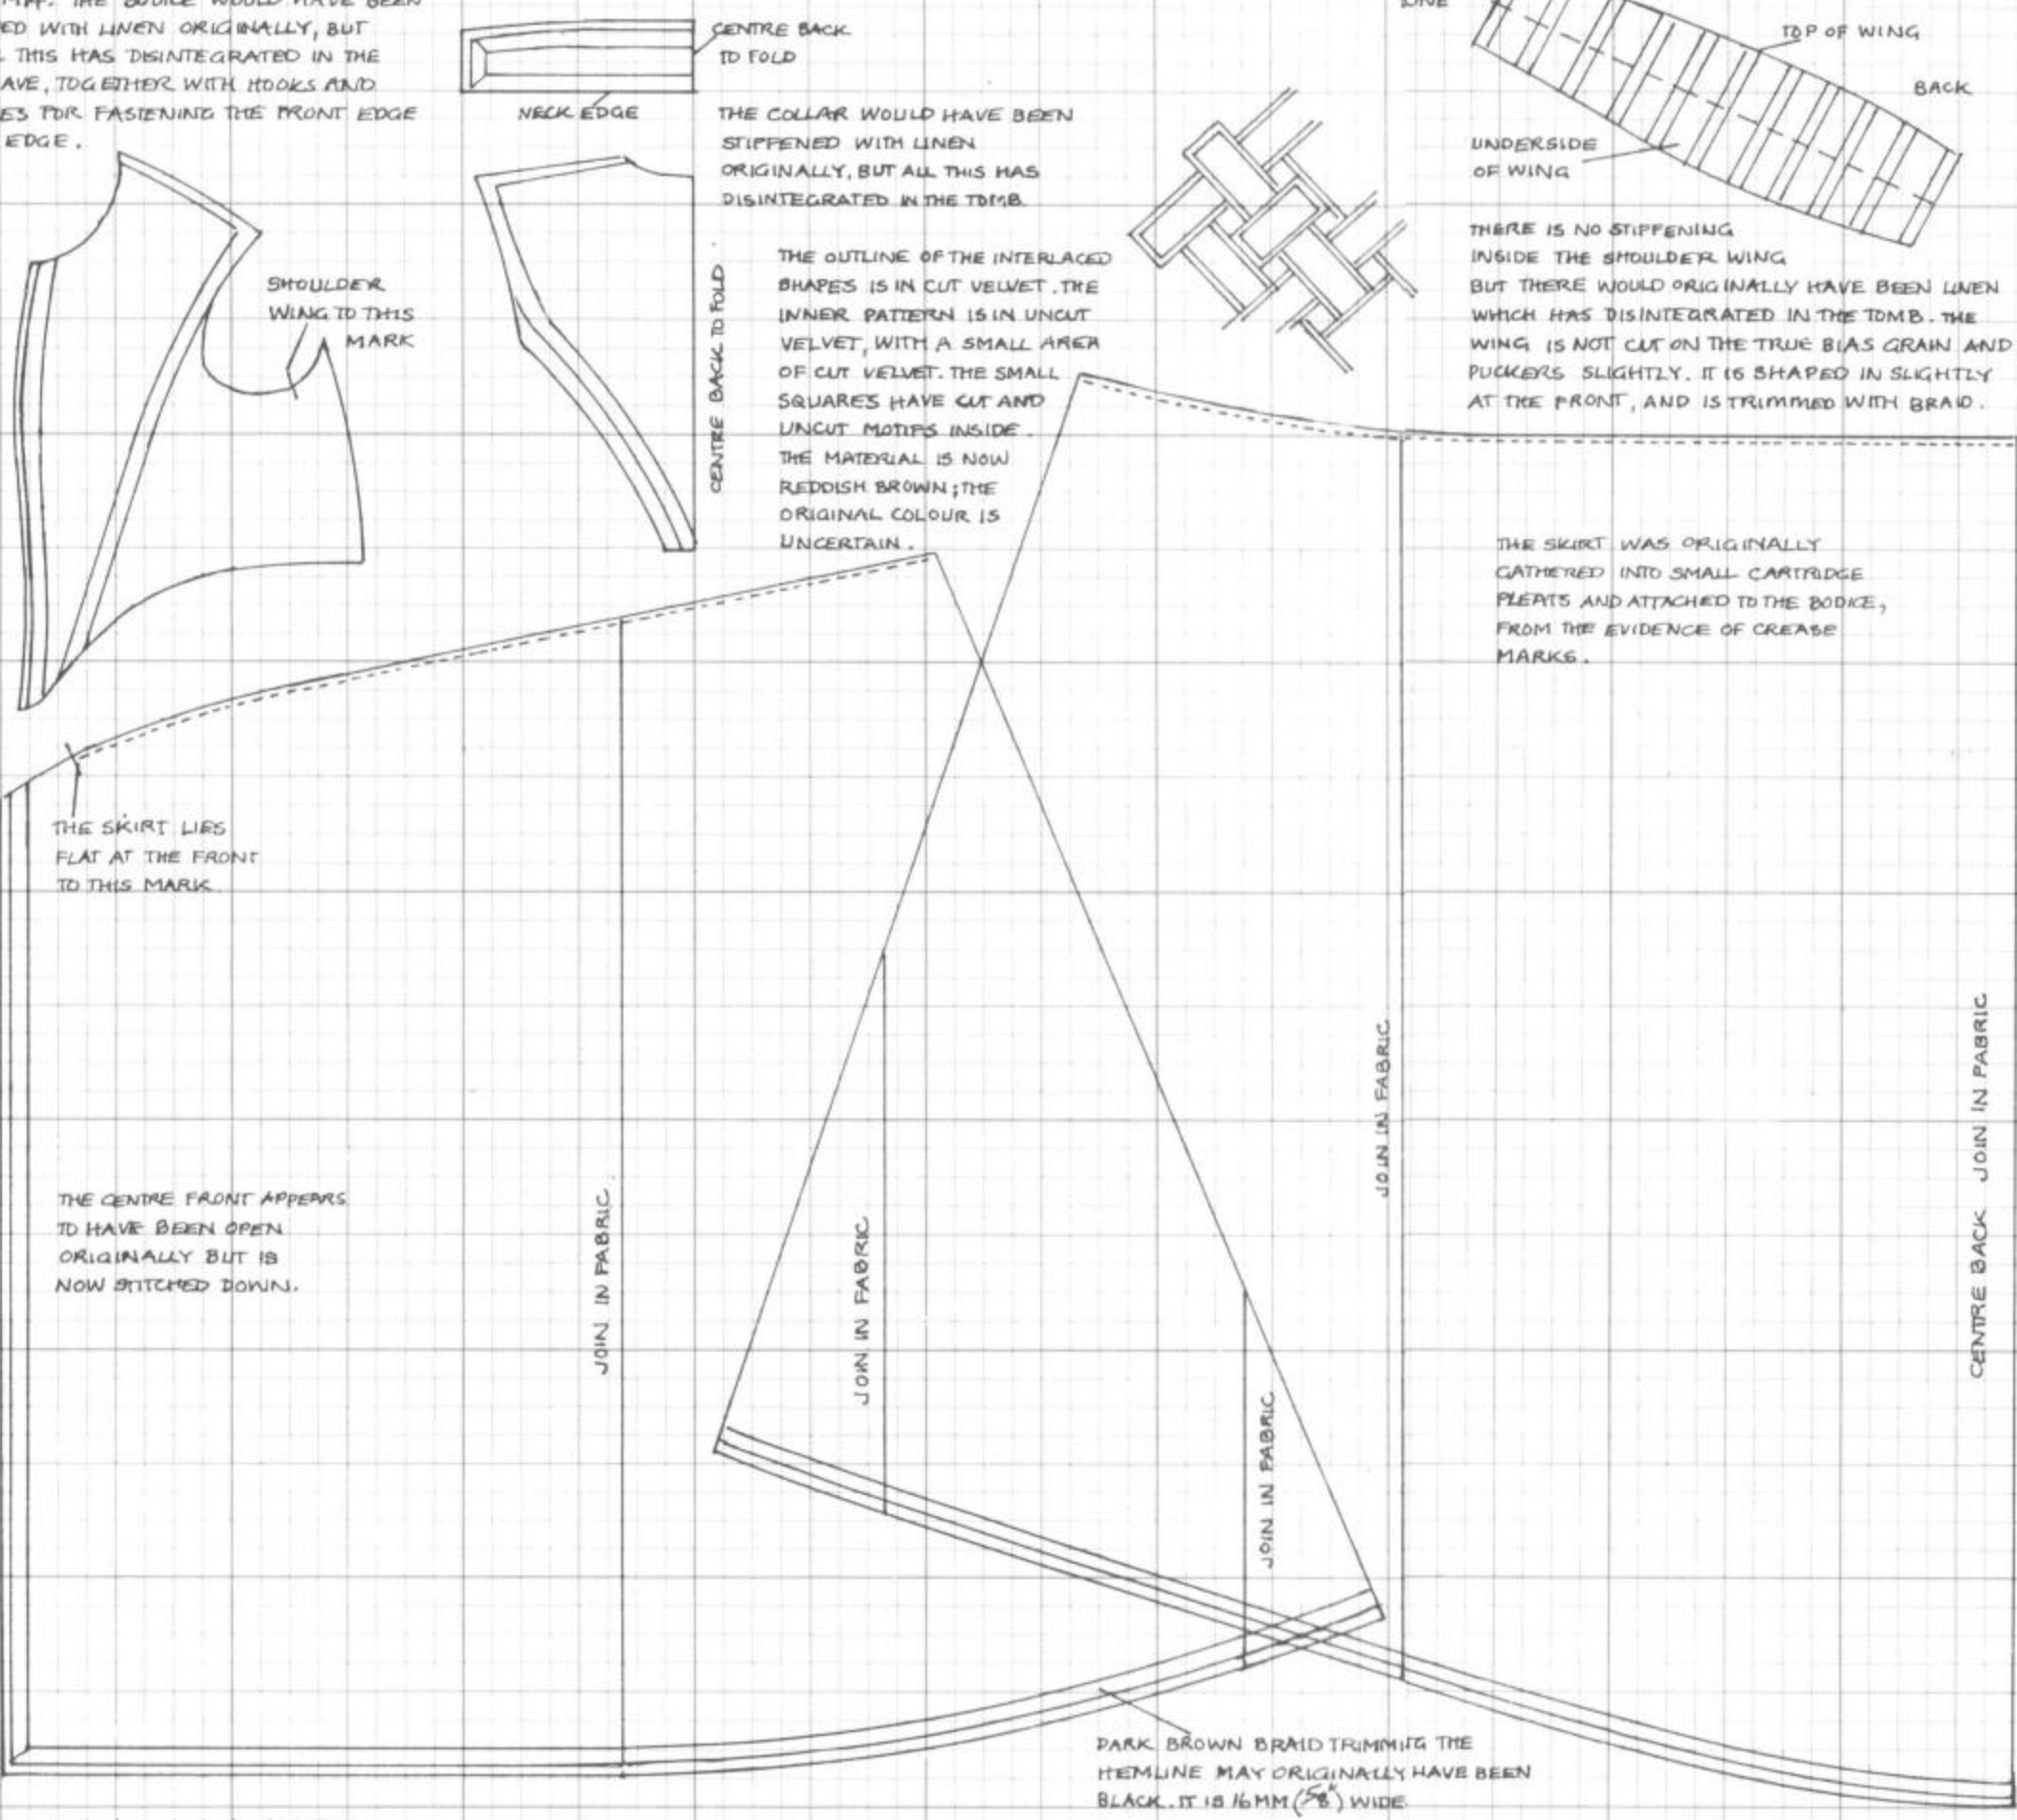 THE BODICE WOULD HAVE BEEN
ED WITH LINEN ORIGINALLY, BUT
THIS HAS DISINTEGRATED IN THE
AVE, TOGETHER WITH HOOKS AND
ES FOR FASTENING THE FRONT EDGE
EDGE.
CENTRE BACK
TO FOLD
NECK EDGE
THE COLLAR WOULD HAVE BEEN
STIFFENED WITH LINEN
ORIGINALLY, BUT ALL THIS HAS
DISINTEGRATED IN THE TOMB.
TOP OF WING
BACK
UNDERSIDE
OF WING
THERE IS NO STIFFENING
INSIDE THE SHOULDER WING
BUT THERE WOULD ORIGINALLY HAVE BEEN LINEN
WHICH HAS DISINTEGRATED IN THE TOMB. THE
WING IS NOT CUT ON THE TRUE BIAS GRAIN AND
PUCKERS SLIGHTLY. IT IS SHAPED IN SLIGHTLY
AT THE FRONT, AND IS TRIMMED WITH BRAID.
SHOULDER
WING TO THIS
MARK
CENTRE BACK TO FOLD.
THE OUTLINE OF THE INTERLACED
SHAPES IS IN CUT VELVET. THE
INNER PATTERN IS IN UNCUT
VELVET, WITH A SMALL AREA
OF CUT VELVET. THE SMALL
SQUARES HAVE CUT AND
UNCUT MOTIFS INSIDE.
THE MATERIAL IS NOW
REDDISH BROWN; THE
ORIGINAL COLOUR IS
UNCERTAIN.
THE SKIRT WAS ORIGINALLY
GATHERED INTO SMALL CARTRIDGE
PLEATS AND ATTACHED TO THE BODICE,
FROM THE EVIDENCE OF CREASE
MARKS.
THE SKIRT LIES
FLAT AT THE FRONT
TO THIS MARK.
THE CENTRE FRONT APPEARS
TO HAVE BEEN OPEN
ORIGINALLY BUT IS
NOW STITCHED DOWN.
JOIN IN FABRIC.
JOIN IN FABRIC
JOIN IN FABRIC
JOIN IN FABRIC
CENTRE BACK JOIN IN FABRIC
DARK BROWN BRAID TRIMMING THE
HEMLINE MAY ORIGINALLY HAVE BEEN
BLACK. IT IS 16MM (5/8") WIDE.